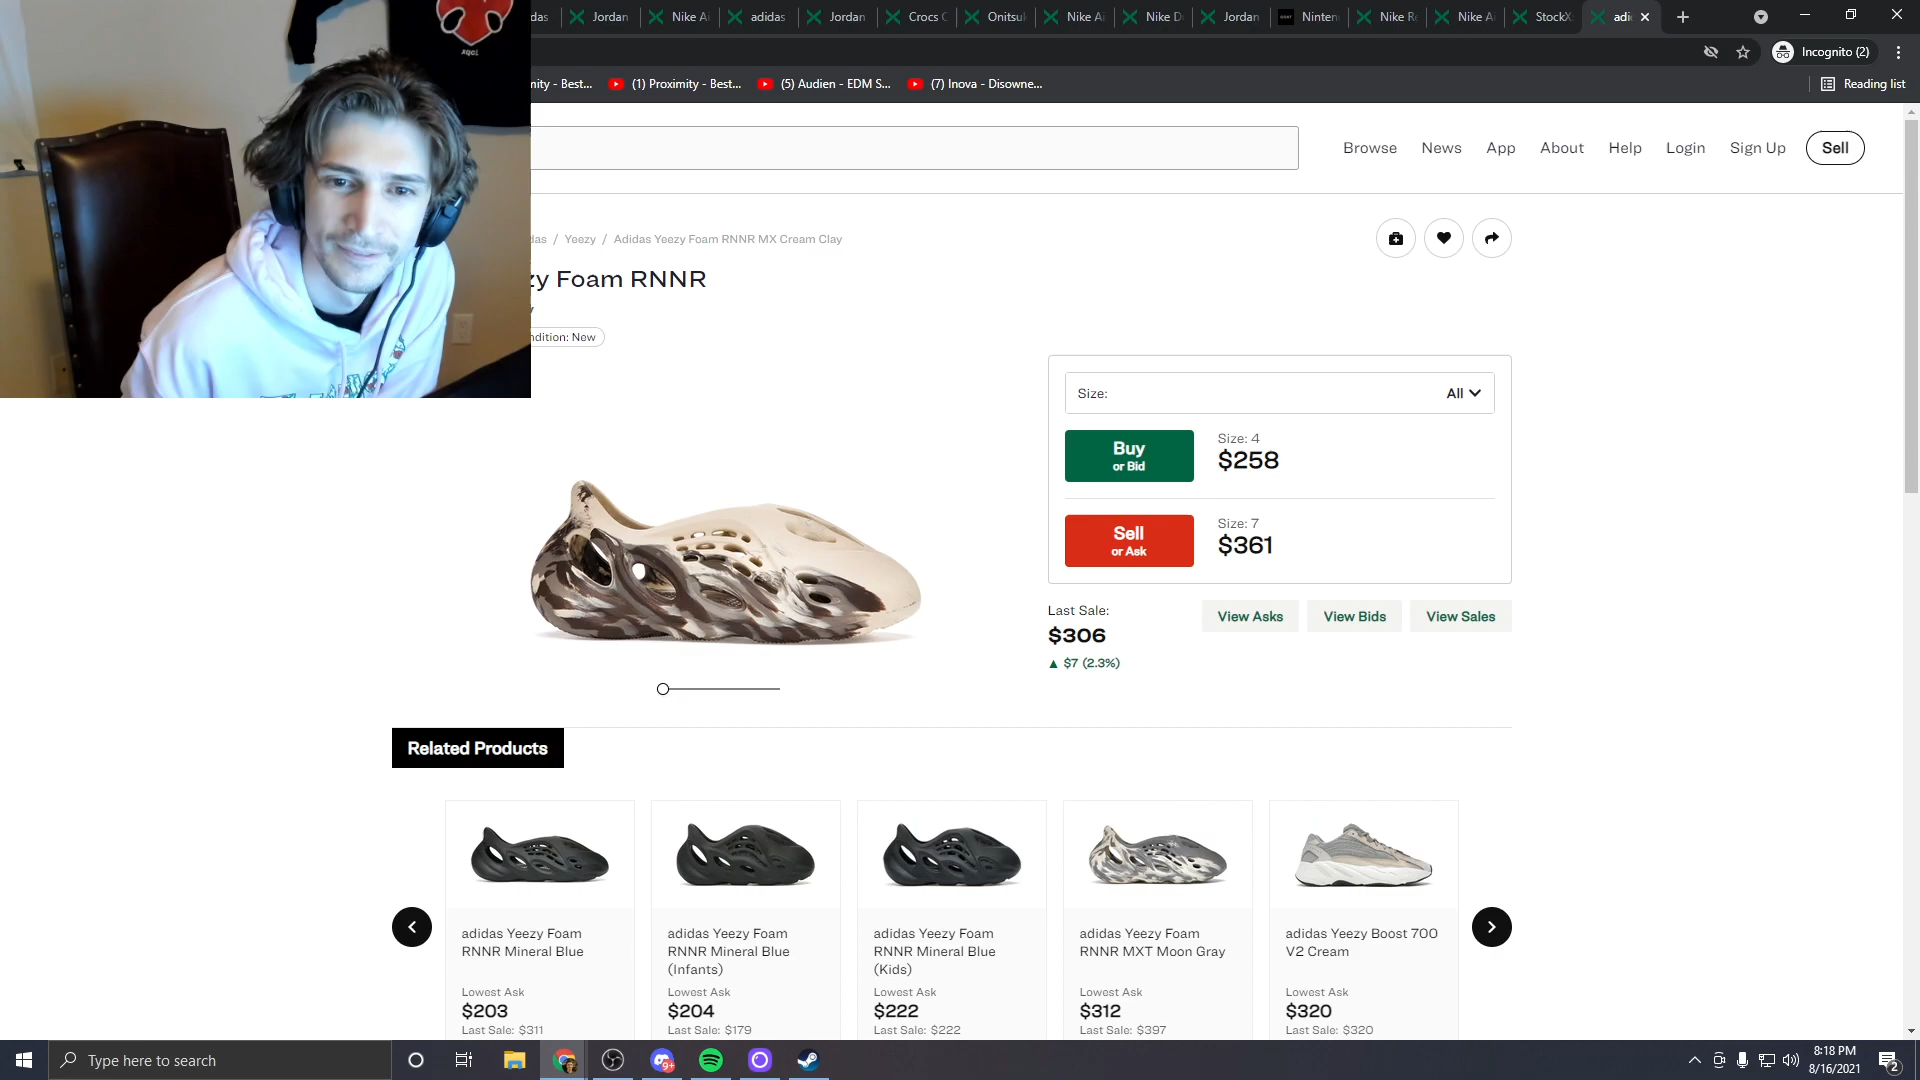 das
Jordan
Nike Ai
adidas
Jordan
Crocs C
Onitsuk
Nike Ai
Nike D
Jordan
Ninten
Nike Re
Nike Ai
StockX:
adi
Incognito (2)
nity - Best...
(1) Proximity - Best...
(5) Audien - EDM S...
(7) Inova - Disowne...
Reading list
Browse News App About Help Login Sign Up Sell
das / Yeezy / Adidas Yeezy Foam RNNR MX Cream Clay
zy Foam RNNR
y
ndition: New
Size: All
Buy
or Bid
Size: 4
$258
Sell
or Ask
Size: 7
$361
Last Sale:
$306
▲ $7 (2.3%)
View Asks View Bids View Sales
Related Products
adidas Yeezy Foam
RNNR Mineral Blue
Lowest Ask
$203
Last Sale: $311
adidas Yeezy Foam
RNNR Mineral Blue
(Infants)
Lowest Ask
$204
Last Sale: $179
adidas Yeezy Foam
RNNR Mineral Blue
(Kids)
Lowest Ask
$222
Last Sale: $222
adidas Yeezy Foam
RNNR MXT Moon Gray
Lowest Ask
$312
Last Sale: $397
adidas Yeezy Boost 700
V2 Cream
Lowest Ask
$320
Last Sale: $320
Type here to search
9+
8:18 PM
8/16/2021
2